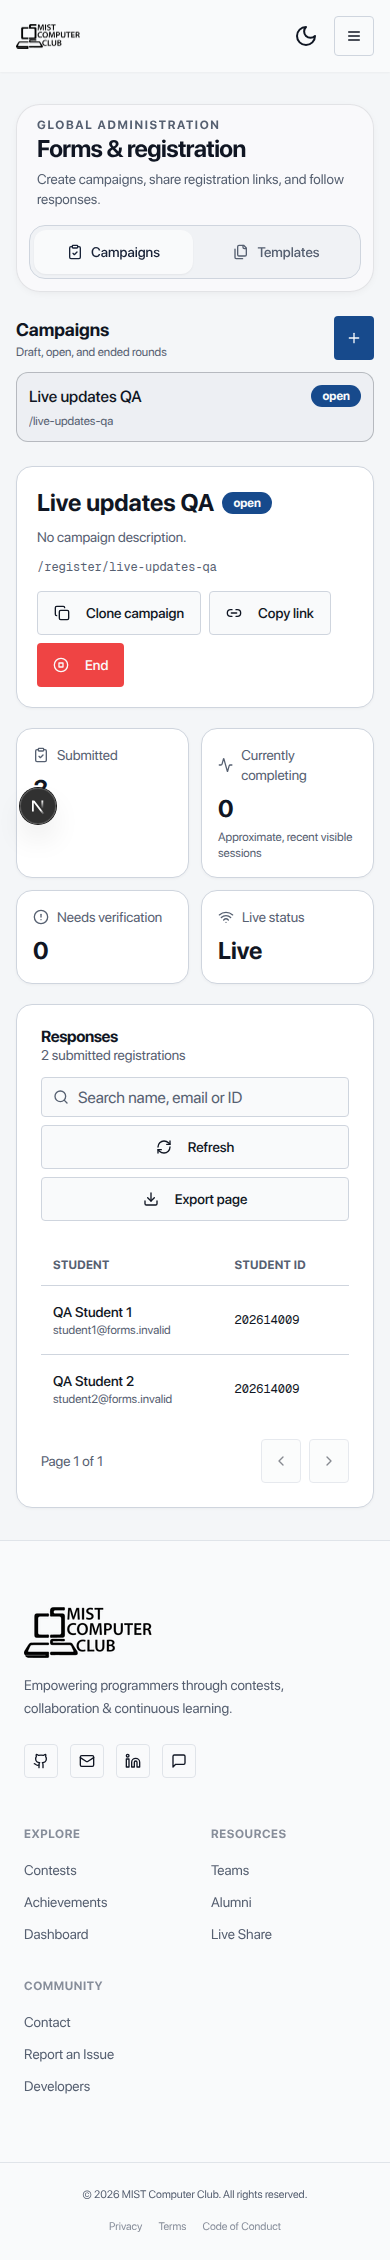 MIST
COMPUTER
CLUB
GLOBAL ADMINISTRATION
Forms & registration
Create campaigns, share registration links, and follow
responses.
Campaigns
Templates
Campaigns
Draft, open, and ended rounds
Live updates QA
open
/live-updates-qa
Live updates QA
open
No campaign description.
/register/live-updates-qa
Clone campaign
Copy link
End
Submitted
Currently
completing
0
Approximate, recent visible
sessions
N
Needs verification
0
Live status
Live
Responses
2 submitted registrations
Search name, email or ID
Refresh
Export page
STUDENT
STUDENT ID
QA Student 1
student1@forms.invalid
202614009
QA Student 2
student2@forms.invalid
202614009
Page 1 of 1
MIST
COMPUTER
CLUB
Empowering programmers through contests,
collaboration & continuous learning.
EXPLORE
Contests
Achievements
Dashboard
RESOURCES
Teams
Alumni
Live Share
COMMUNITY
Contact
Report an Issue
Developers
© 2026 MIST Computer Club. All rights reserved.
Privacy
Terms
Code of Conduct